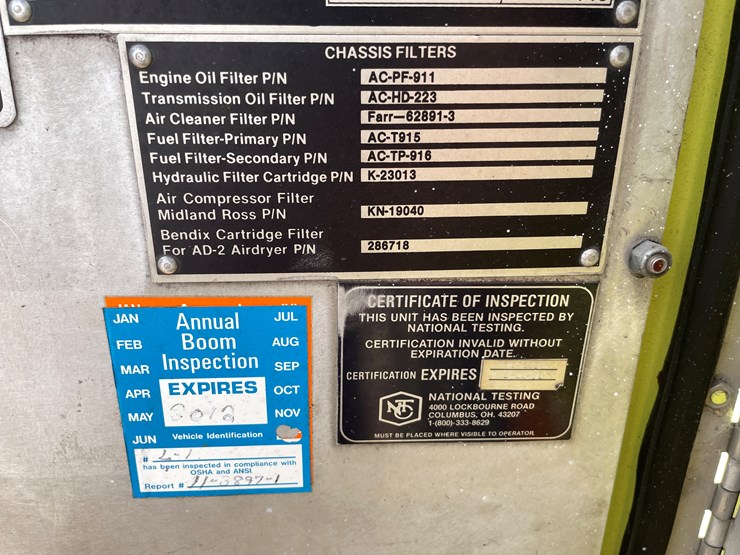 CHASSIS FILTERS
Engine Oil Filter P/N AC-PF-911
Transmission Oil Filter P/N AC-HD-223
Air Cleaner Filter P/N Farr—62891-3
Fuel Filter-Primary P/N AC-T915
Fuel Filter-Secondary P/N AC-TP-916
Hydraulic Filter Cartridge P/N K-23013
Air Compressor Filter
Midland Ross P/N KN-19040
Bendix Cartridge Filter
For AD-2 Airdryer P/N 286718
JAN Annual JUL
FEB Boom AUG
MAR Inspection SEP
APR EXPIRES OCT
MAY 2012 NOV
JUN Vehicle Identification
# L-1
has been inspected in compliance with
OSHA and ANSI.
Report # 11-3897-1
CERTIFICATE OF INSPECTION
THIS UNIT HAS BEEN INSPECTED BY
NATIONAL TESTING.
CERTIFICATION INVALID WITHOUT
EXPIRATION DATE.
CERTIFICATION EXPIRES
NTS
NATIONAL TESTING
4000 LOCKBOURNE ROAD
COLUMBUS, OH. 43207
1-(800)-333-8629
MUST BE PLACED WHERE VISIBLE TO OPERATOR